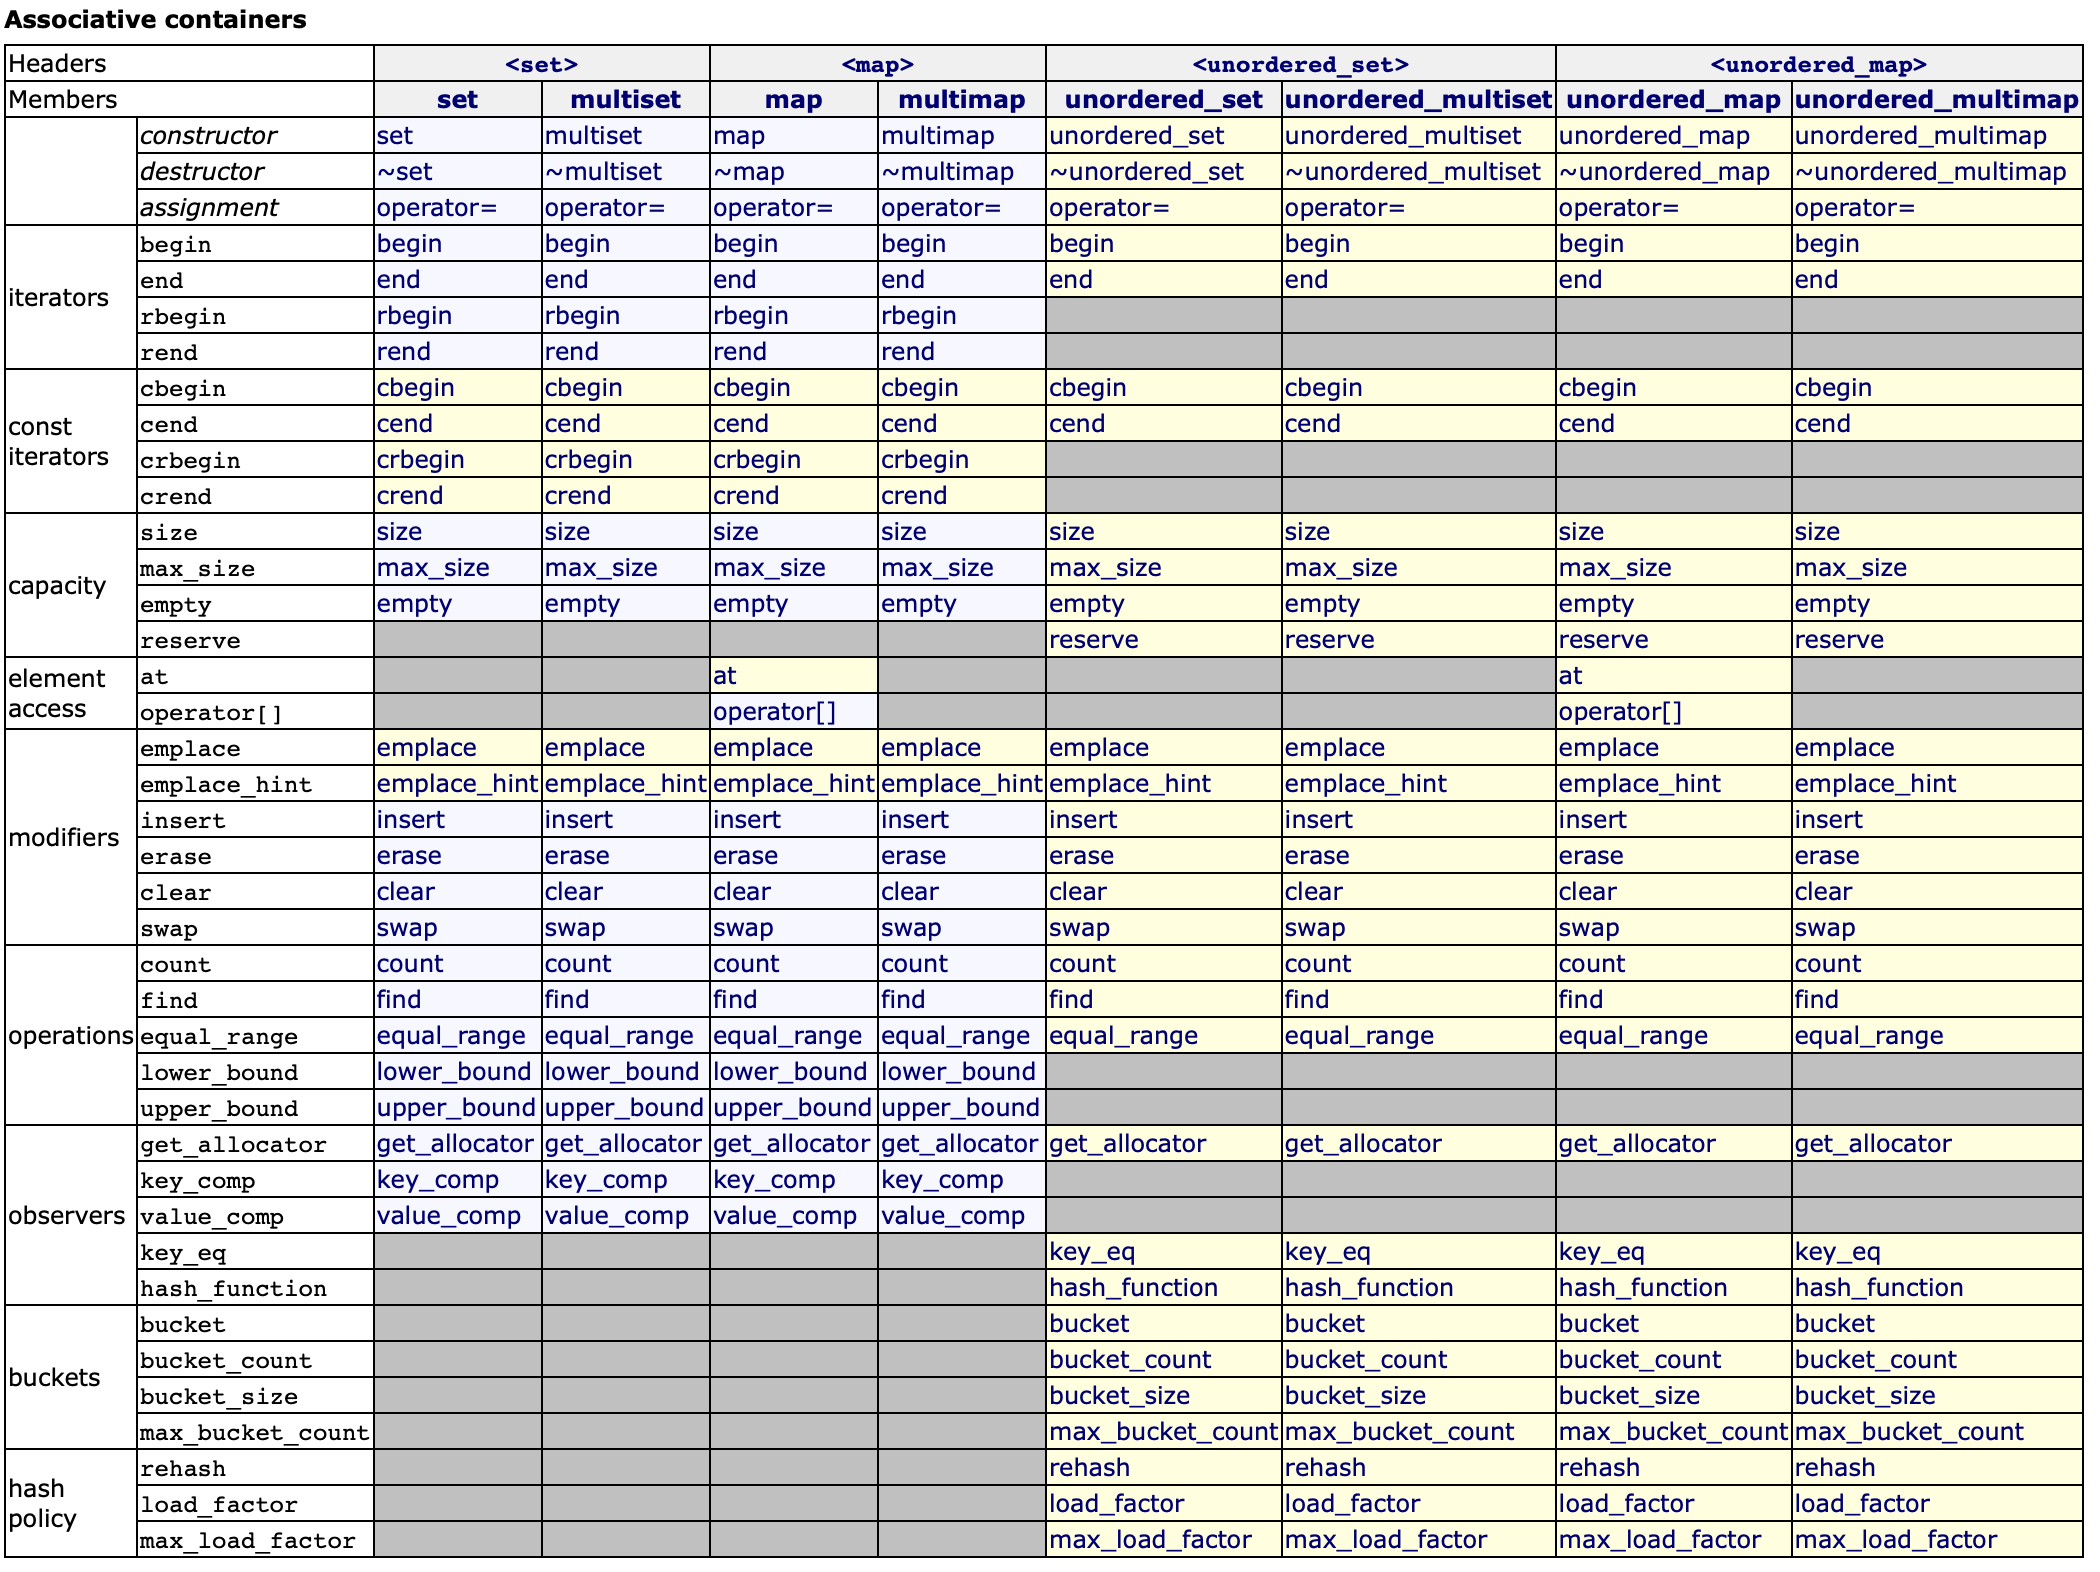 Associative containers
Headers <set> <map> <unordered_set> <unordered_map>
Members set multiset map multimap unordered_set unordered_multiset unordered_map unordered_multimap
constructor set multiset map multimap unordered_set unordered_multiset unordered_map unordered_multimap
destructor ~set ~multiset ~map ~multimap ~unordered_set ~unordered_multiset ~unordered_map ~unordered_multimap
assignment operator= operator= operator= operator= operator= operator= operator= operator=
iterators
begin begin begin begin begin begin begin begin begin
end end end end end end end end end
rbegin rbegin rbegin rbegin rbegin
rend rend rend rend rend
const
iterators
cbegin cbegin cbegin cbegin cbegin cbegin cbegin cbegin cbegin
cend cend cend cend cend cend cend cend cend
crbegin crbegin crbegin crbegin crbegin
crend crend crend crend crend
capacity
size size size size size size size size size
max_size max_size max_size max_size max_size max_size max_size max_size max_size
empty empty empty empty empty empty empty empty empty
reserve reserve reserve reserve reserve
element
access
at at at
operator[] operator[] operator[]
modifiers
emplace emplace emplace emplace emplace emplace emplace emplace emplace
emplace_hint emplace_hint emplace_hint emplace_hint emplace_hint emplace_hint emplace_hint emplace_hint emplace_hint
insert insert insert insert insert insert insert insert insert
erase erase erase erase erase erase erase erase erase
clear clear clear clear clear clear clear clear clear
swap swap swap swap swap swap swap swap swap
operations
count count count count count count count count count
find find find find find find find find find
equal_range equal_range equal_range equal_range equal_range equal_range equal_range equal_range equal_range
lower_bound lower_bound lower_bound lower_bound lower_bound
upper_bound upper_bound upper_bound upper_bound upper_bound
observers
get_allocator get_allocator get_allocator get_allocator get_allocator get_allocator get_allocator get_allocator get_allocator
key_comp key_comp key_comp key_comp key_comp
value_comp value_comp value_comp value_comp value_comp
key_eq key_eq key_eq key_eq key_eq
hash_function hash_function hash_function hash_function hash_function
buckets
bucket bucket bucket bucket bucket
bucket_count bucket_count bucket_count bucket_count bucket_count
bucket_size bucket_size bucket_size bucket_size bucket_size
max_bucket_count max_bucket_count max_bucket_count max_bucket_count max_bucket_count
hash
policy
rehash rehash rehash rehash rehash
load_factor load_factor load_factor load_factor load_factor
max_load_factor max_load_factor max_load_factor max_load_factor max_load_factor